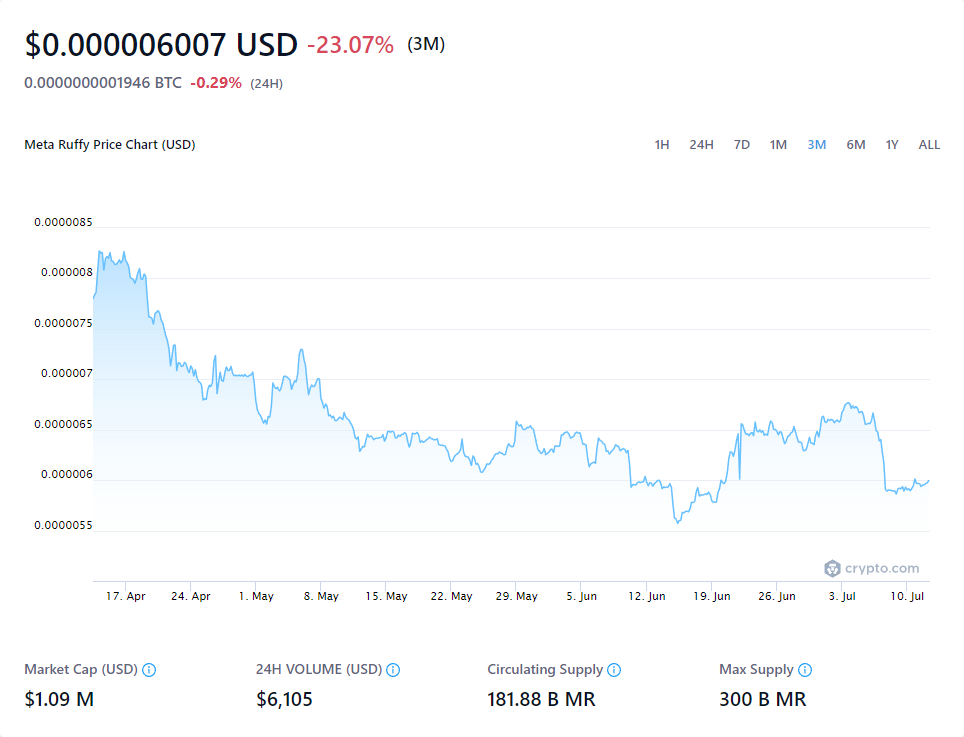 $0.000006007 USD -23.07% (3M)
0.0000000001946 BTC -0.29% (24H)
Meta Ruffy Price Chart (USD) 1H 24H 7D 1M 3M 6M 1Y ALL
0.0000085
0.000008
0.0000075
0.000007
0.0000065
0.000006
0.0000055
crypto.com
17. Apr 24. Apr 1. May 8. May 15. May 22. May 29. May 5. Jun 12. Jun 19. Jun 26. Jun 3. Jul 10. Jul
Market Cap (USD) 24H VOLUME (USD) Circulating Supply Max Supply
$1.09 M $6,105 181.88 B MR 300 B MR